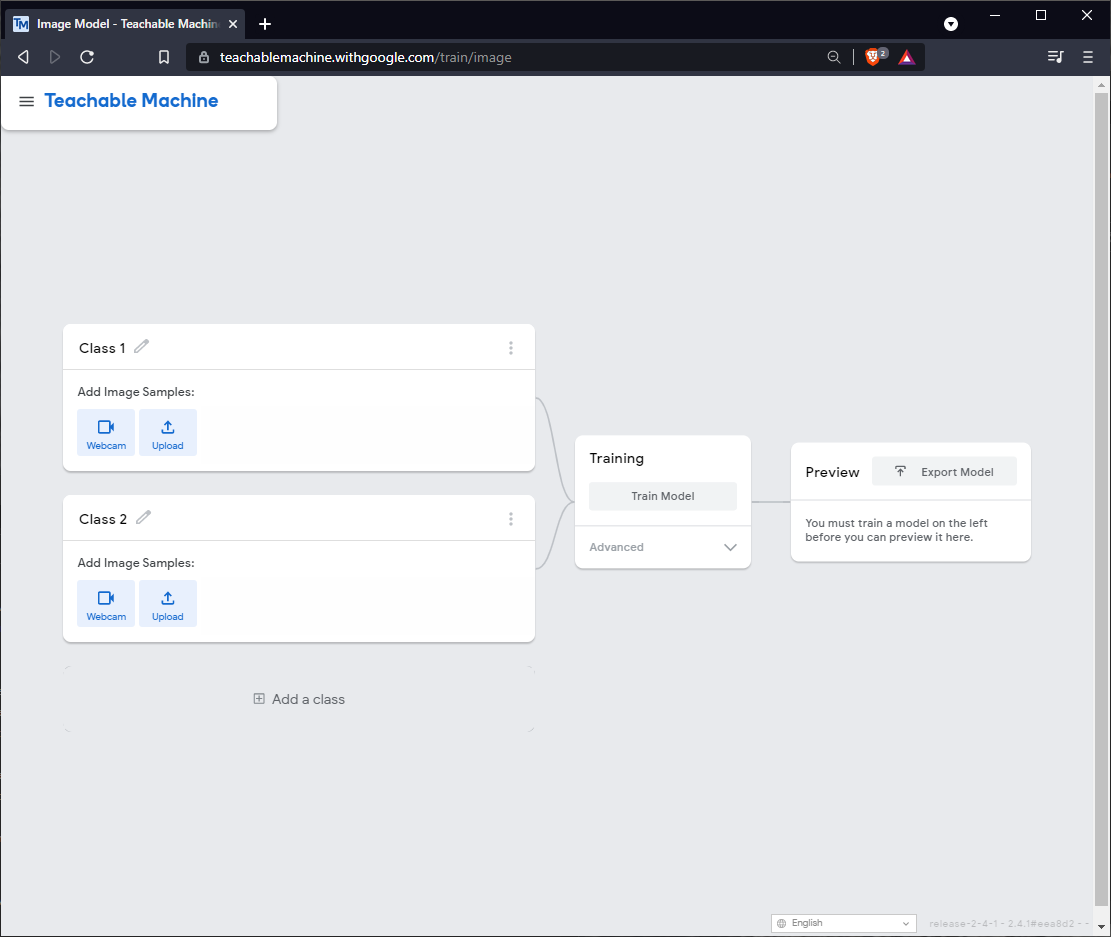 TM Image Model - Teachable Machin
teachablemachine.withgoogle.com/train/image
2
Teachable Machine
Class 1
Add Image Samples:
Webcam Upload
Class 2
Add Image Samples:
Webcam Upload
Add a class
Training
Train Model
Advanced
Preview Export Model
You must train a model on the left
before you can preview it here.
English release-2-4-1 - 2.4.1#eea8d2 - -